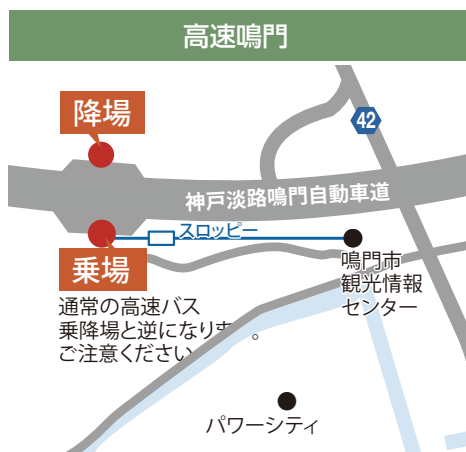 高速鳴門
降場
42
神戸淡路鳴門自動車道
スロッピー
乗場
鳴門市
観光情報
センター
通常の高速バス
乗降場と逆になります。
ご注意ください
パワーシティ